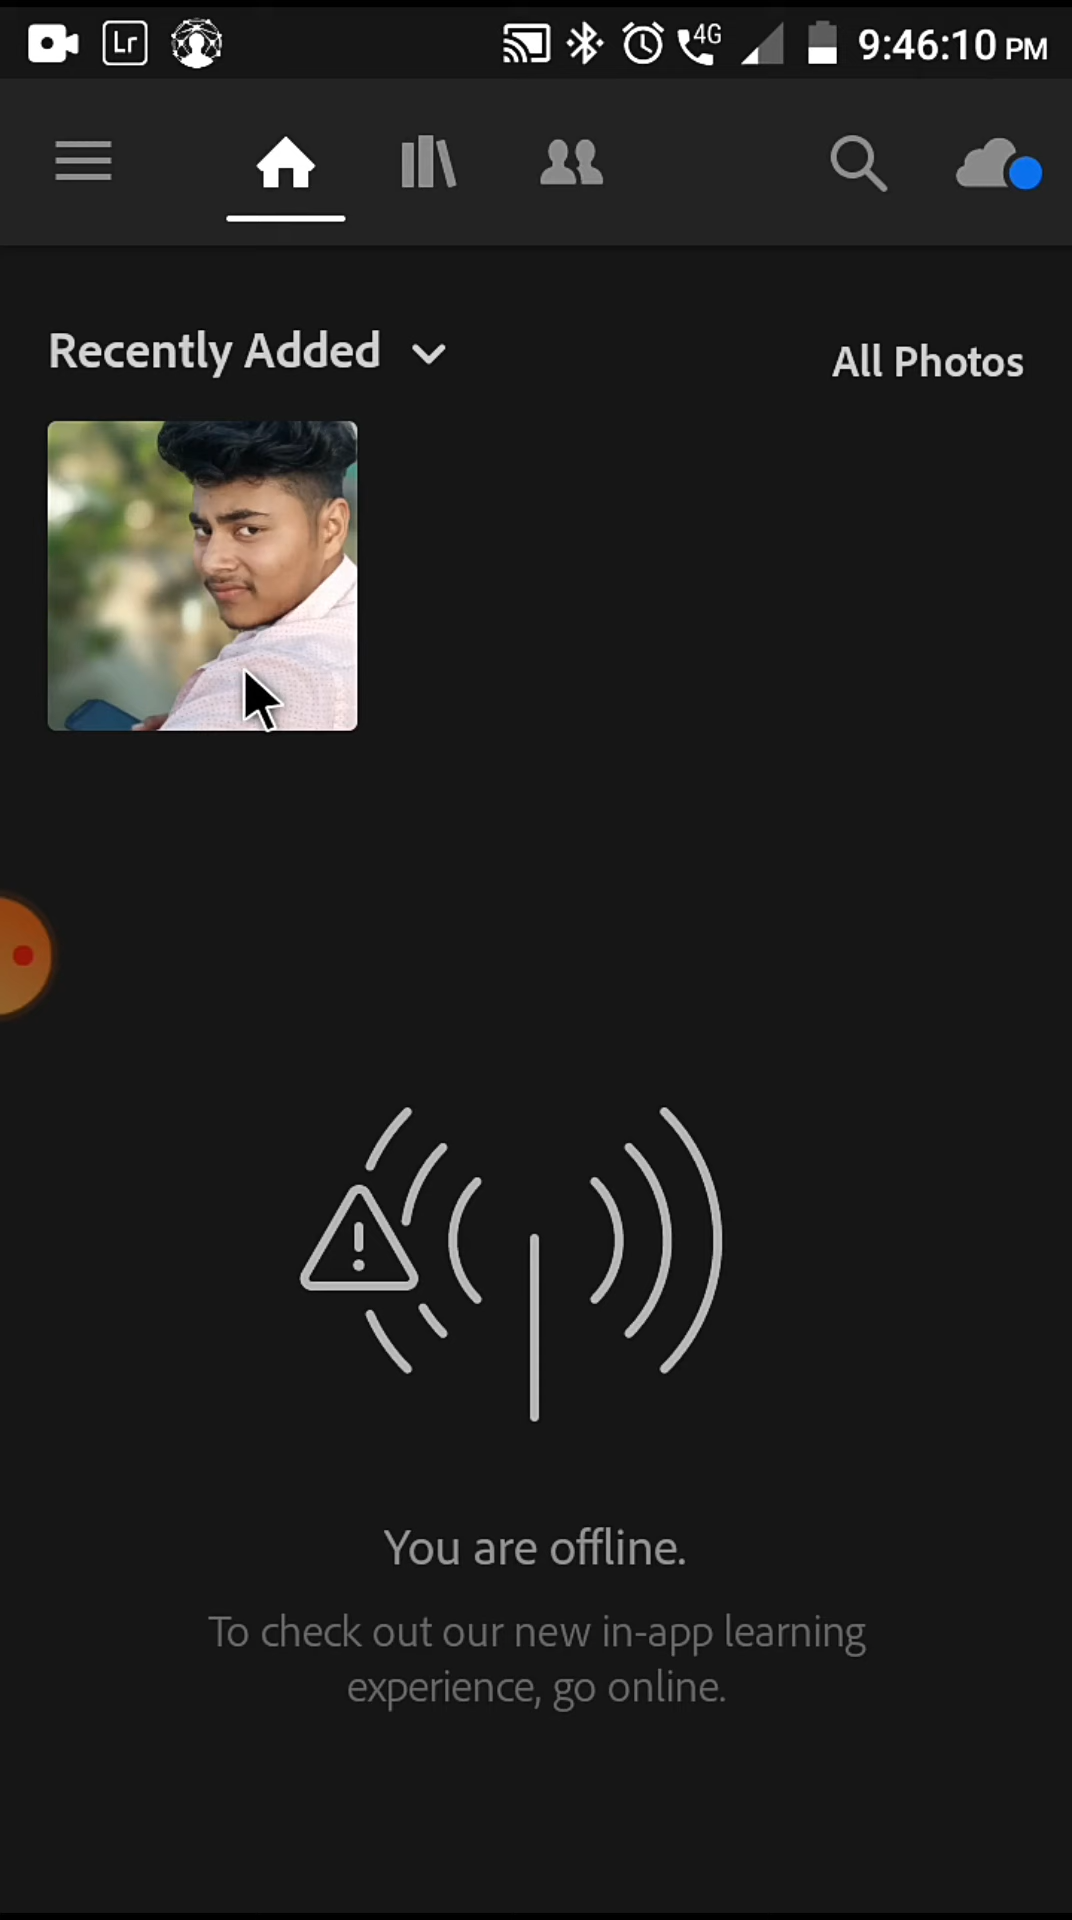 Lr 4G 9:46:10 PM
Recently Added
All Photos
You are offline.
To check out our new in-app learning
experience, go online.